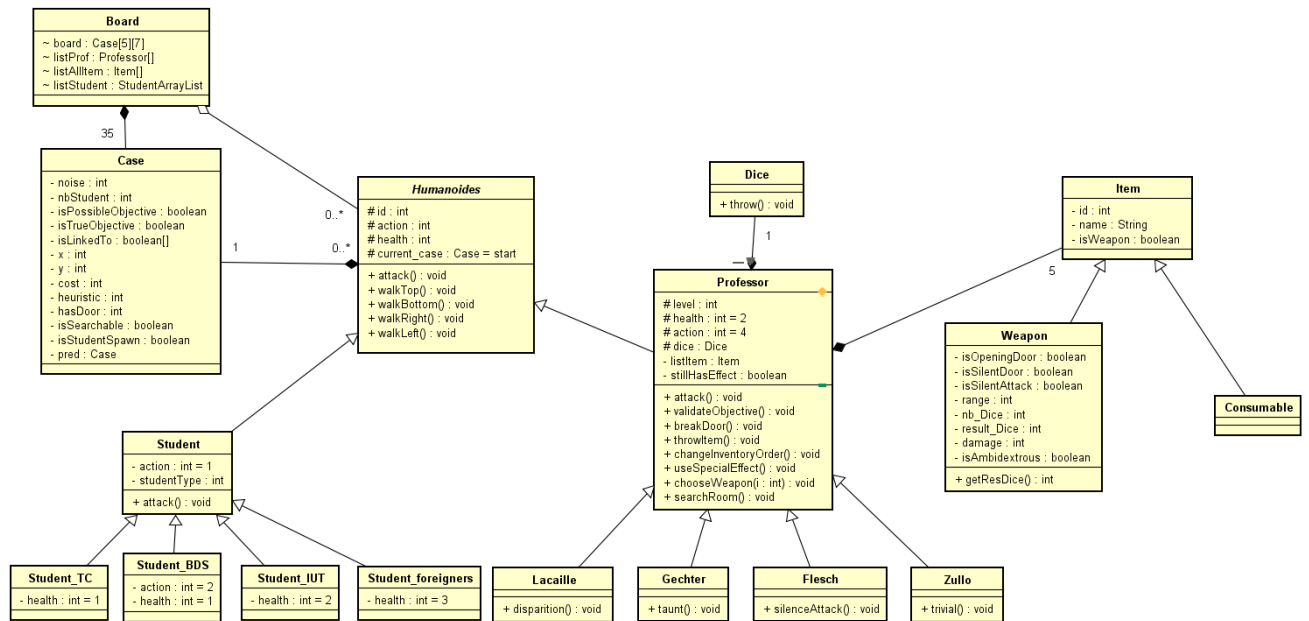 Board
~ board : Case[5][7]
~ listProf : Professor[]
~ listAllItem : Item[]
~ listStudent : StudentArrayList
35
Case
- noise : int
- nbStudent : int
- isPossibleObjective : boolean
- isTrueObjective : boolean
- isLinkedTo : boolean[]
- x : int
- y : int
- cost : int
- heuristic : int
- hasDoor : int
- isSearchable : boolean
- isStudentSpawn : boolean
- pred : Case
0..*
1
0..*
Humanoides
# id : int
# action : int
# health : int
# current_case : Case = start
+ attack() : void
+ walkTop() : void
+ walkBottom() : void
+ walkRight() : void
+ walkLeft() : void
Dice
+ throw() : void
1
Professor
# level : int
# health : int = 2
# action : int = 4
# dice : Dice
- listItem : Item
- stillHasEffect : boolean
+ attack() : void
+ validateObjective() : void
+ breakDoor() : void
+ throwItem() : void
+ changeInventoryOrder() : void
+ useSpecialEffect() : void
+ chooseWeapon(i : int) : void
+ searchRoom() : void
Item
- id : int
- name : String
- isWeapon : boolean
5
Weapon
- isOpeningDoor : boolean
- isSilentDoor : boolean
- isSilentAttack : boolean
- range : int
- nb_Dice : int
- result_Dice : int
- damage : int
- isAmbidextrous : boolean
+ getResDice() : int
Consumable
Student
- action : int = 1
- studentType : int
+ attack() : void
Student_TC
- health : int = 1
Student_BDS
- action : int = 2
- health : int = 1
Student_IUT
- health : int = 2
Student_foreigners
- health : int = 3
Lacaille
+ disparition() : void
Gechter
+ taunt() : void
Flesch
+ silenceAttack() : void
Zullo
+ trivial() : void